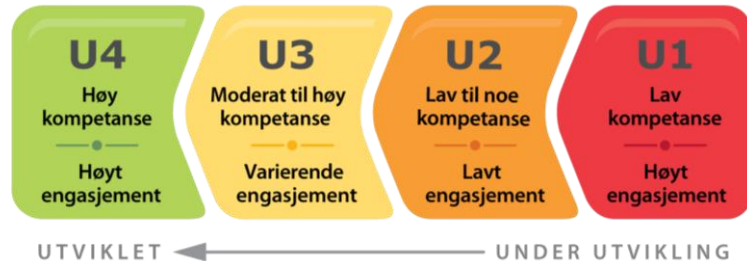 U4
Høy
kompetanse
Høyt
engasjement
U3
Moderat til høy
kompetanse
Varierende
engasjement
U2
Lav til noe
kompetanse
Lavt
engasjement
U1
Lav
kompetanse
Høyt
engasjement
UTVIKLET
UNDER UTVIKLING